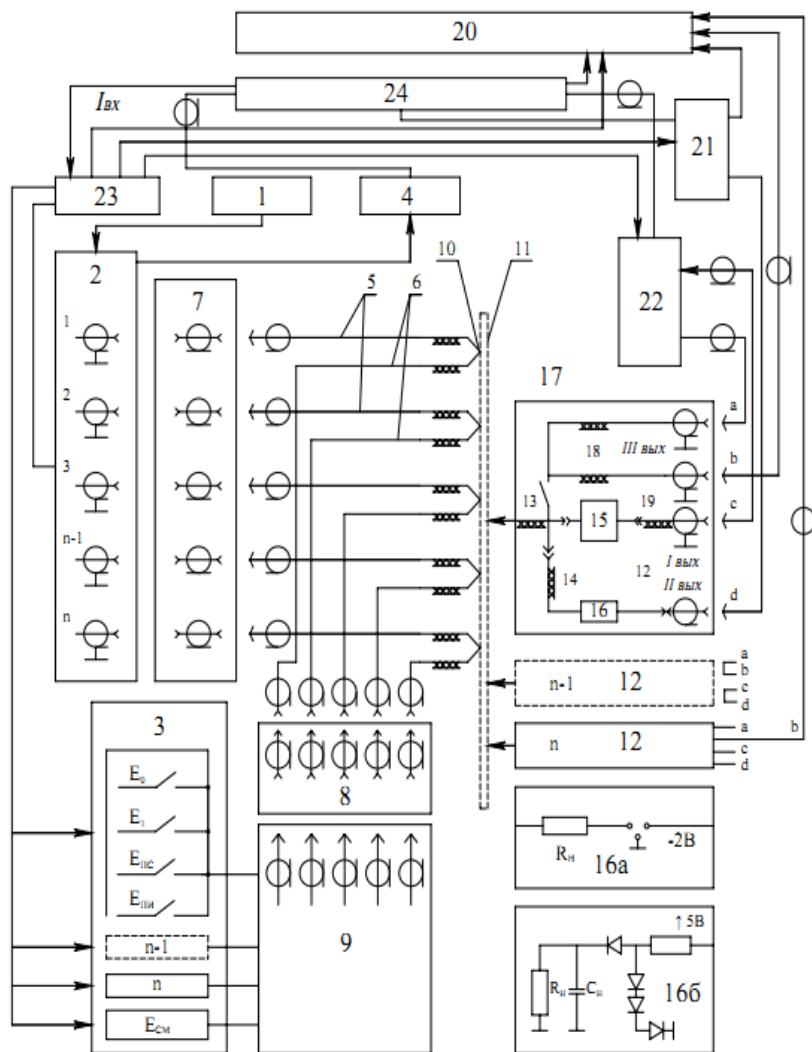 20
24
Iвх
21
23
1
4
2
7
5
6
10
11
22
17
1
2
3
n-1
n
a
18
III вых
b
13
15
19
c
14
12
I вых
II вых
16
d
n-1
12
a
b
c
d
n
12
a
b
c
d
b
3
E₀
E₁
Eпс
Eпи
n-1
n
Eсм
8
9
Rн
-2В
16а
↑ 5В
Rн
Cн
16б